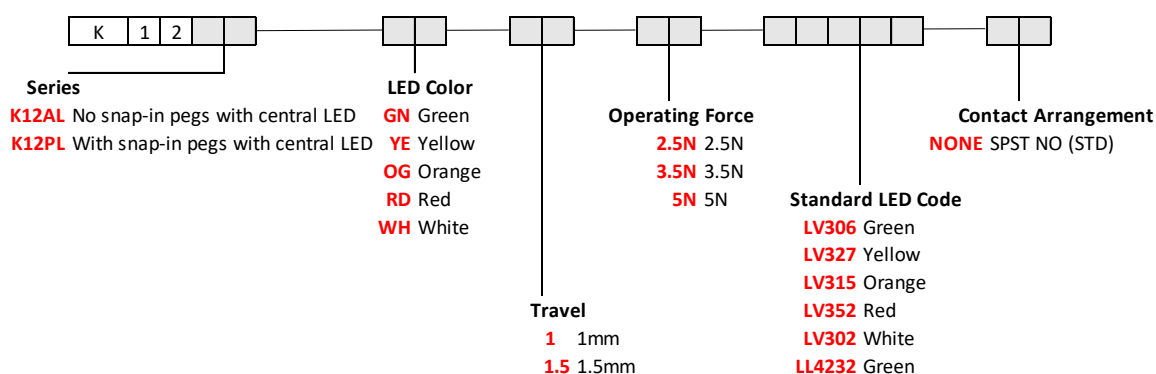 K 1 2
Series
K12AL No snap-in pegs with central LED
K12PL With snap-in pegs with central LED
LED Color
GN Green
YE Yellow
OG Orange
RD Red
WH White
Travel
1 1mm
1.5 1.5mm
Operating Force
2.5N 2.5N
3.5N 3.5N
5N 5N
Standard LED Code
LV306 Green
LV327 Yellow
LV315 Orange
LV352 Red
LV302 White
LL4232 Green
Contact Arrangement
NONE SPST NO (STD)